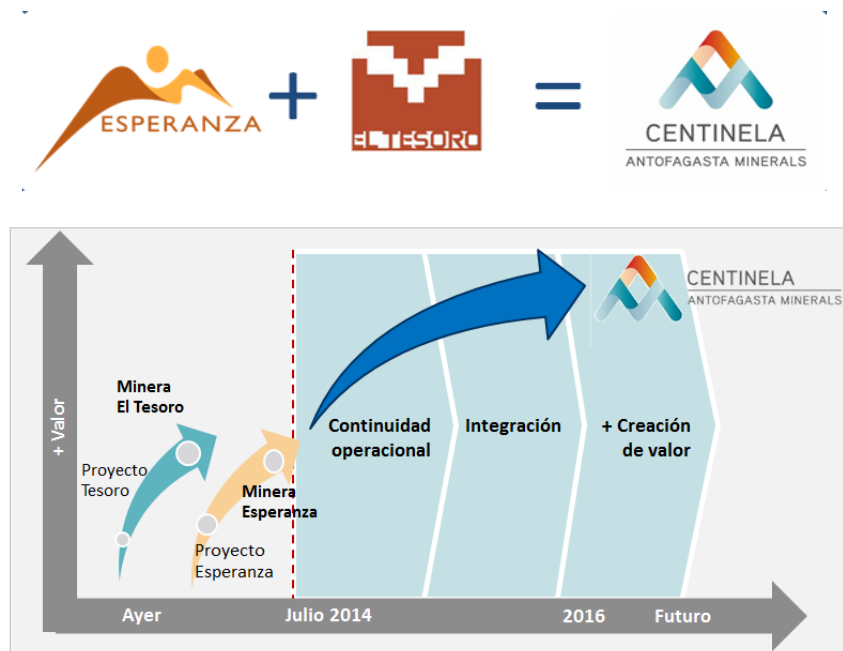 ESPERANZA
+
EL TESORO
=
CENTINELA
ANTOFAGASTA MINERALS
CENTINELA
ANTOFAGASTA MINERALS
+ Valor
Minera
El Tesoro
Proyecto
Tesoro
Minera
Esperanza
Proyecto
Esperanza
Continuidad
operacional
Integración
+ Creación
de valor
Ayer
Julio 2014
2016
Futuro